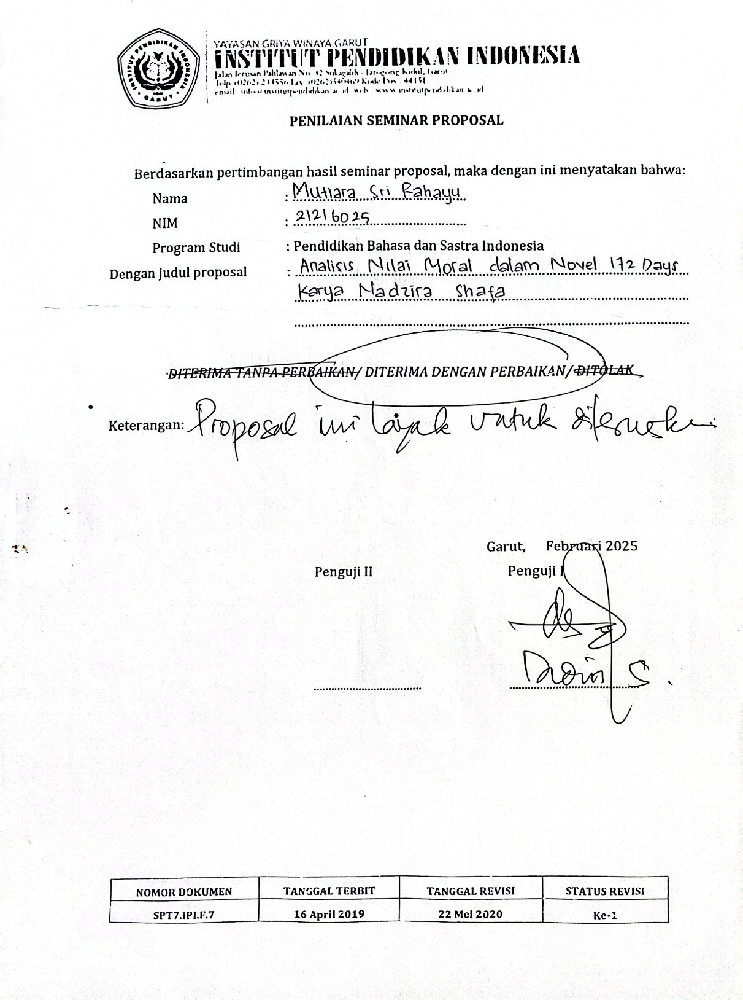 YAYASAN GRIYA WINAYA GARUT
INSTITUT PENDIDIKAN INDONESIA
Jalan Terusan Pahlawan No. 32 Sukagalih - Tarogong Kidul, Garut
Telp (0262) 233556 Fax (0262) 540469 Kode Pos 44151
email info@institutpendidikan.ac.id web www.institutpendidikan.ac.id
INSTITUT PENDIDIKAN INDONESIA
GARUT
PENILAIAN SEMINAR PROPOSAL
Berdasarkan pertimbangan hasil seminar proposal, maka dengan ini menyatakan bahwa:
Nama : Mutiara Sri Rahayu
NIM : 21216025
Program Studi : Pendidikan Bahasa dan Sastra Indonesia
Dengan judul proposal : Analisis Nilai Moral dalam Novel 172 Days
Karya Nadzira Shafa
DITERIMA TANPA PERBAIKAN/ DITERIMA DENGAN PERBAIKAN/ DITOLAK
Keterangan: Proposal ini layak untuk diteruskan
Garut, Februari 2025
Penguji II Penguji I
Didin S.
NOMOR DOKUMEN TANGGAL TERBIT TANGGAL REVISI STATUS REVISI
SPT7.iPI.F.7 16 April 2019 22 Mei 2020 Ke-1